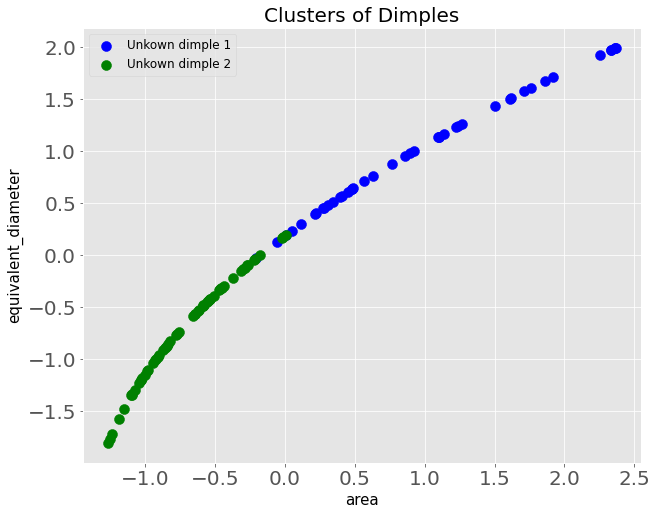 Clusters of Dimples
Unkown dimple 1
Unkown dimple 2
2.0
1.5
1.0
0.5
0.0
−0.5
−1.0
−1.5
equivalent_diameter
−1.0 −0.5 0.0 0.5 1.0 1.5 2.0 2.5
area